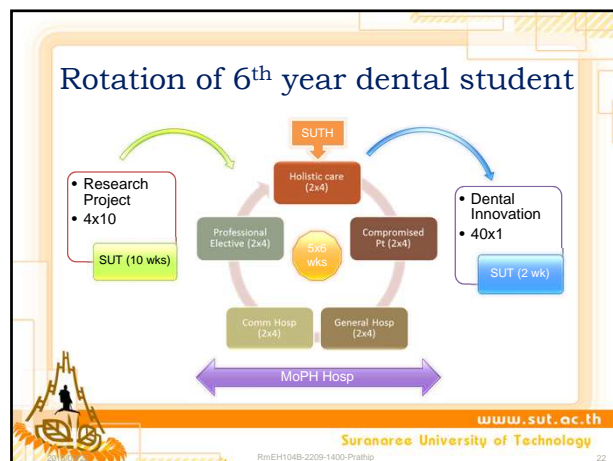 Rotation of 6th year dental student
SUTH
• Research
Project
• 4x10
SUT (10 wks)
Holistic care
(2x4)
Professional
Elective (2x4)
Compromised
Pt (2x4)
5x6
wks
Comm Hosp
(2x4)
General Hosp
(2x4)
• Dental
Innovation
• 40x1
SUT (2 wk)
MoPH Hosp
www.sut.ac.th
Suranaree University of Technology
RmEH104B-2209-1400-Prathip
22